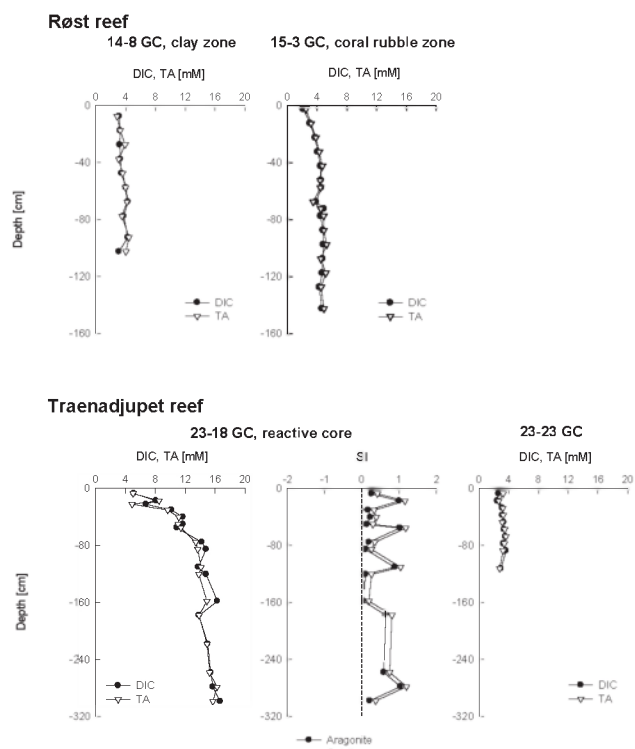 Røst reef
14-8 GC, clay zone
15-3 GC, coral rubble zone
DIC, TA [mM]
DIC, TA [mM]
0 4 8 12 16 20
0 4 8 12 16 20
0
-40
-80
-120
-160
Depth [cm]
DIC
TA
0
-40
-80
-120
-160
DIC
TA
Traenadjupet reef
23-18 GC, reactive core
23-23 GC
DIC, TA [mM]
SI
DIC, TA [mM]
0 4 8 12 16 20
-2 -1 0 1 2
0 4 8 12 16 20
0
-80
-160
-240
-320
Depth [cm]
DIC
TA
0
-80
-160
-240
-320
0
-80
-160
-240
-320
DIC
TA
Aragonite